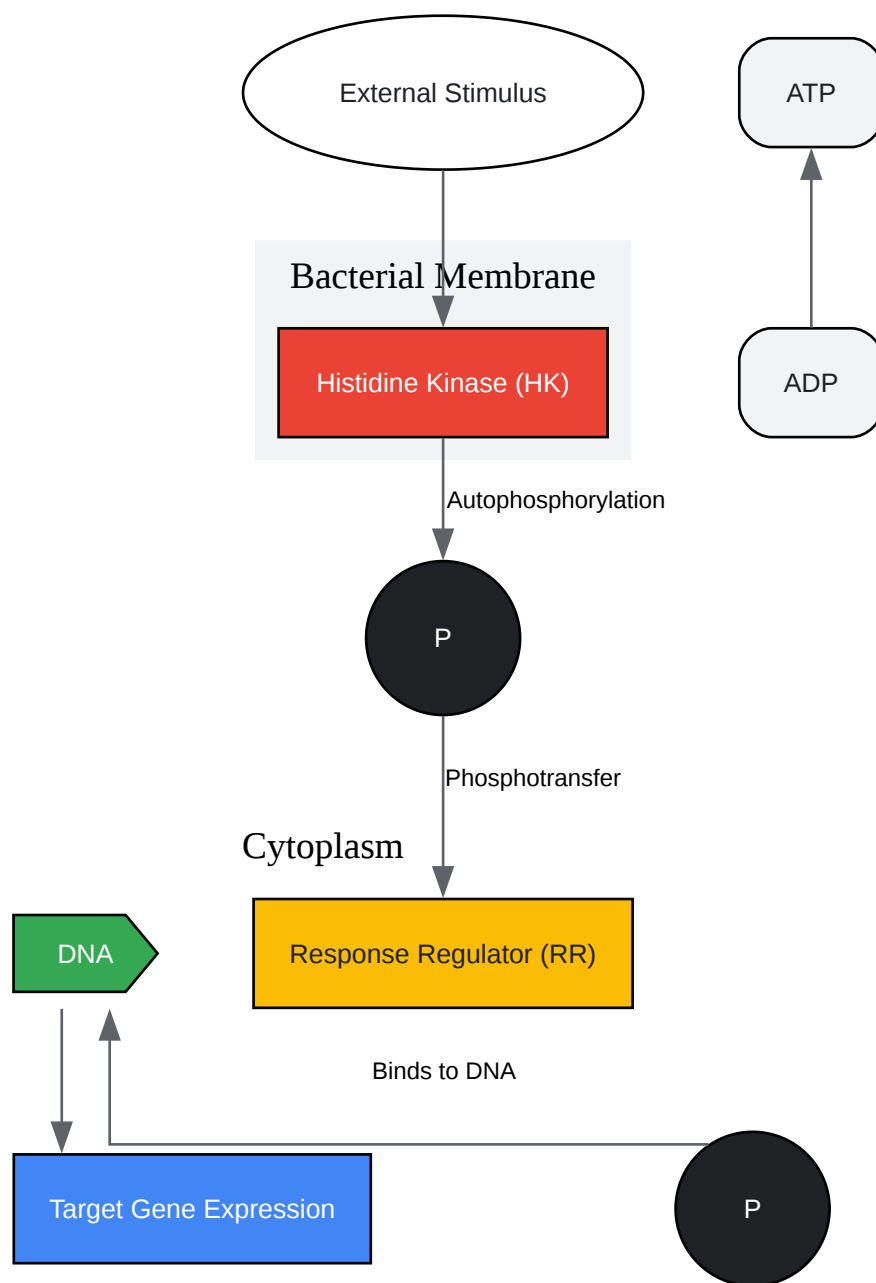 External Stimulus
ATP
Bacterial Membrane
Histidine Kinase (HK)
ADP
Autophosphorylation
P
Phosphotransfer
Cytoplasm
DNA
Response Regulator (RR)
Binds to DNA
Target Gene Expression
P